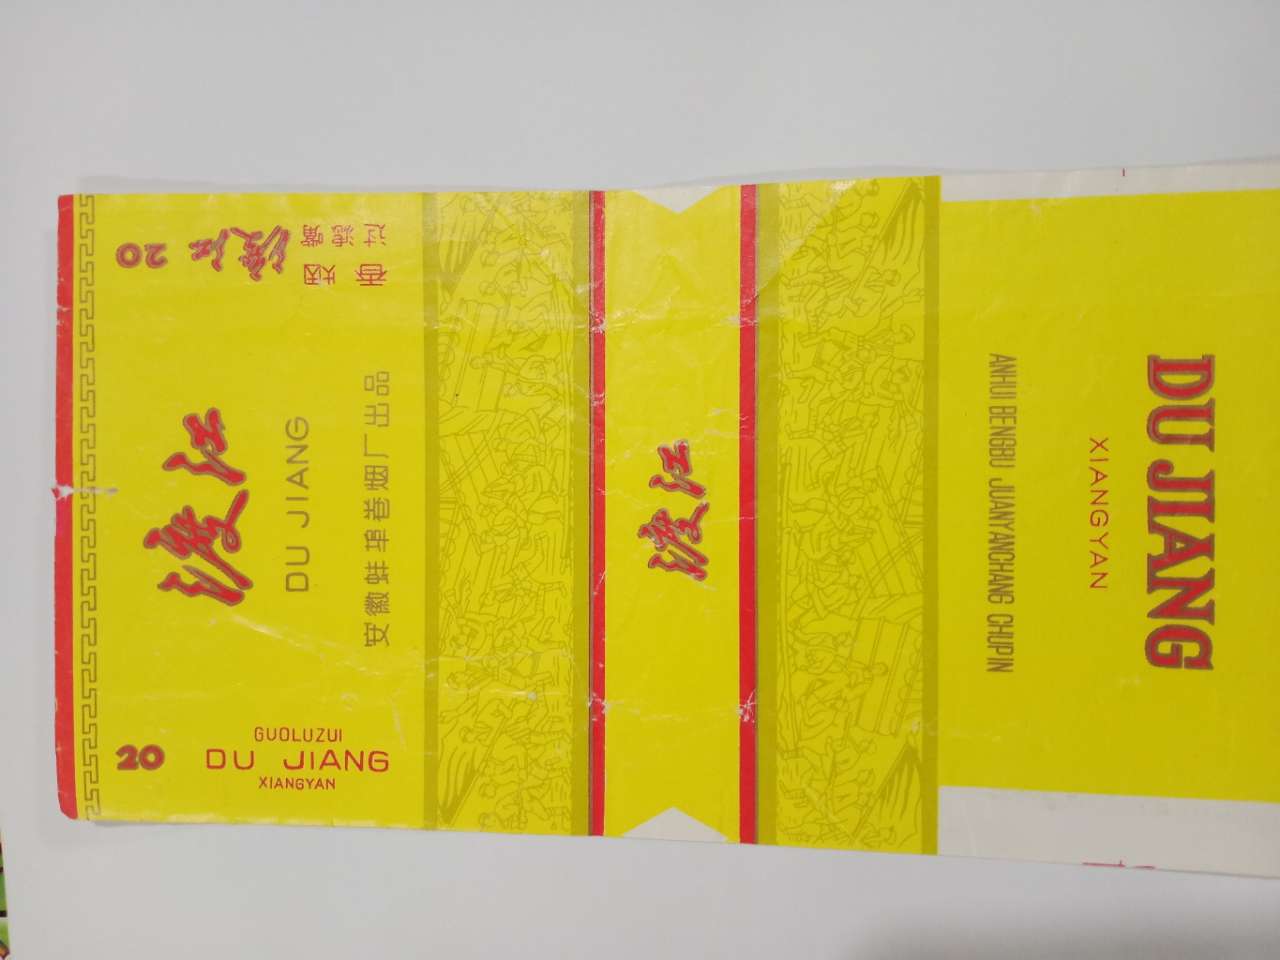 20
渡江
过滤嘴
香烟
渡江
DU JIANG
安徽蚌埠卷烟厂出品
20
GUOLUZUI
DU JIANG
XIANGYAN
渡江
ANHUI BENGBU JUANYANCHANG CHUPIN
XIANGYAN
DU JIANG